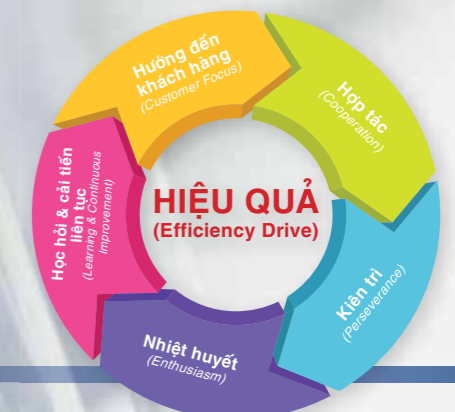 Hướng đến
khách hàng
(Customer Focus)
Hợp tác
(Cooperation)
Kiên trì
(Perseverance)
Nhiệt huyết
(Enthusiasm)
Học hỏi & cải tiến
liên tục
(Learning & Continuous
Improvement)
HIỆU QUẢ
(Efficiency Drive)